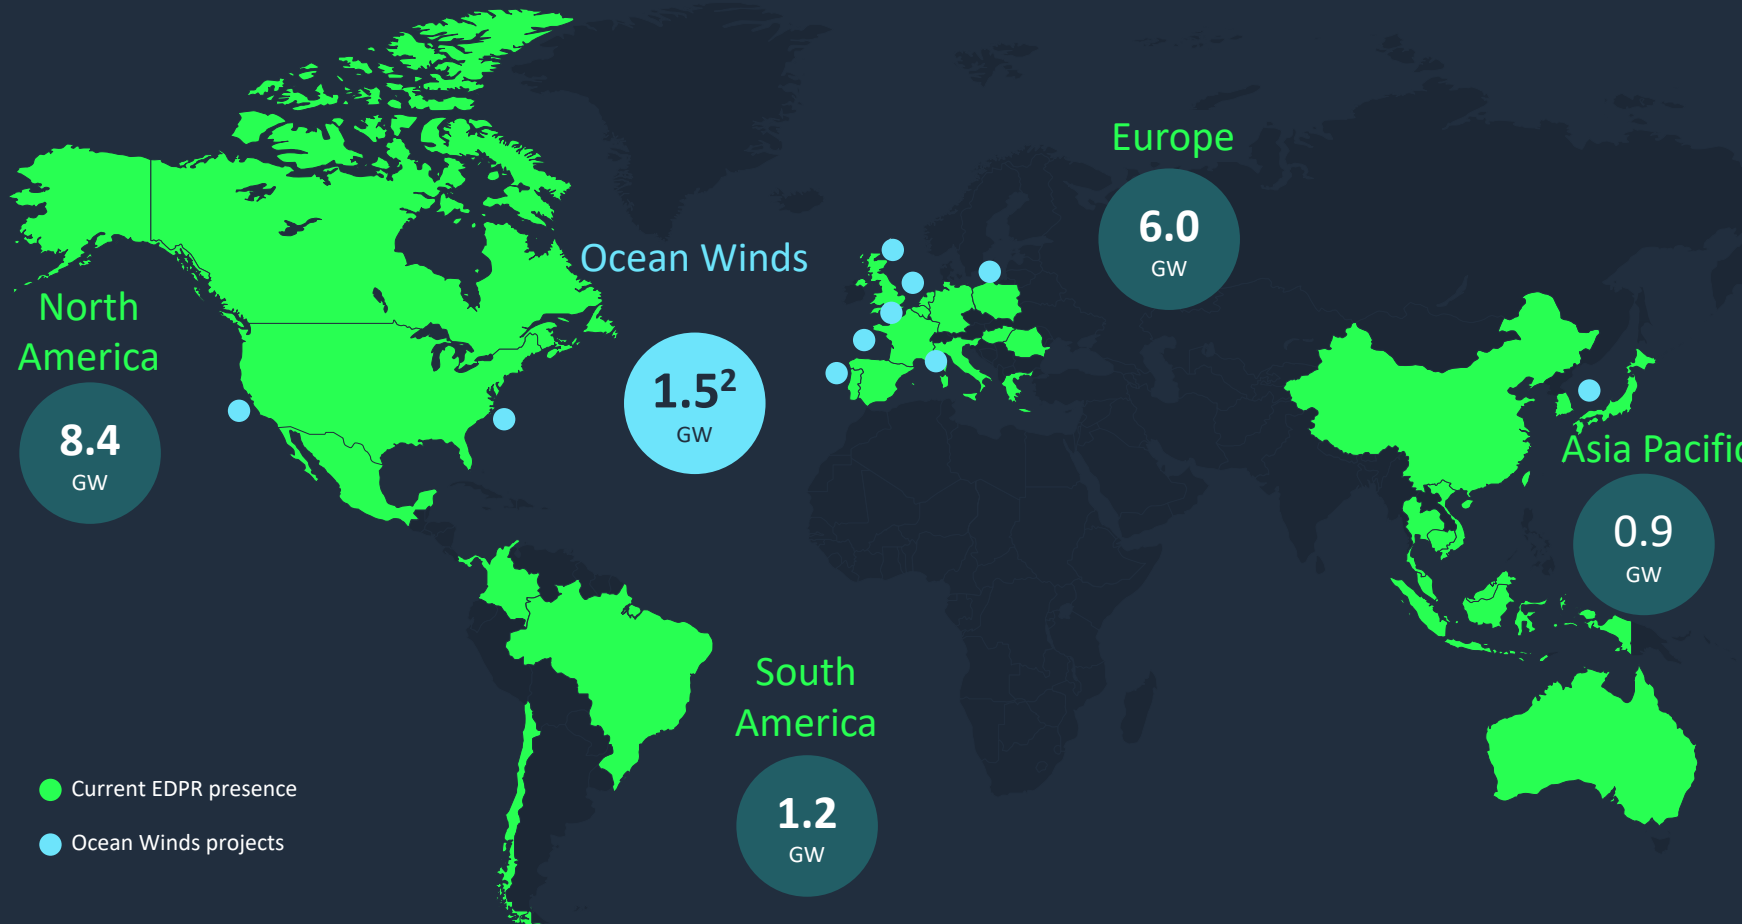 Europe
6.0
GW
Ocean Winds
1.5²
GW
North
America
8.4
GW
Asia Pacific
0.9
GW
South
America
1.2
GW
Current EDPR presence
Ocean Winds projects